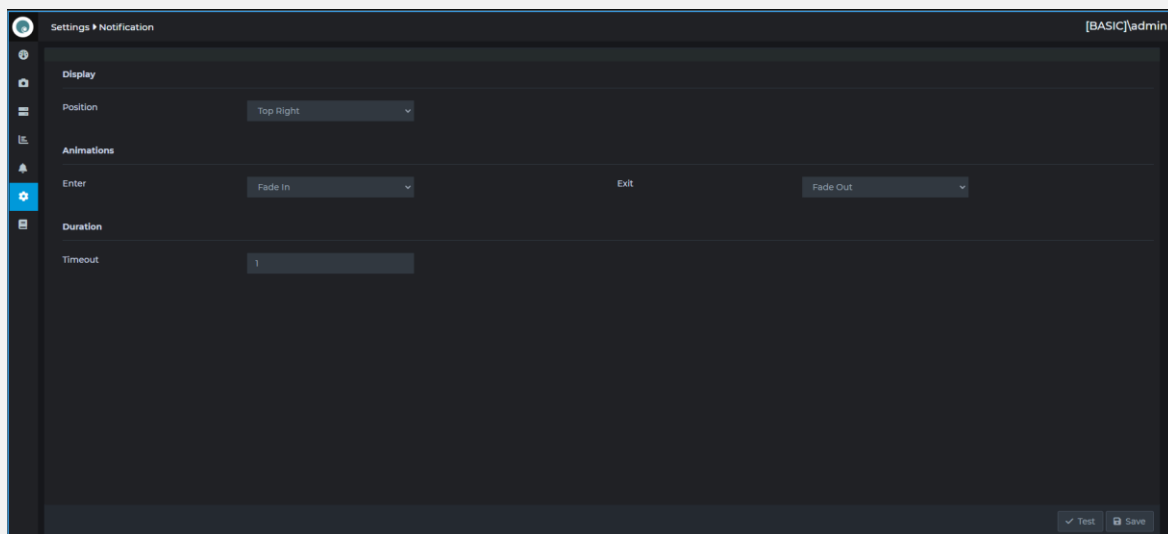 Settings Notification
[BASIC]\admin
Display
Position
Top Right
Animations
Enter
Fade In
Exit
Fade Out
Duration
Timeout
1
Test
Save